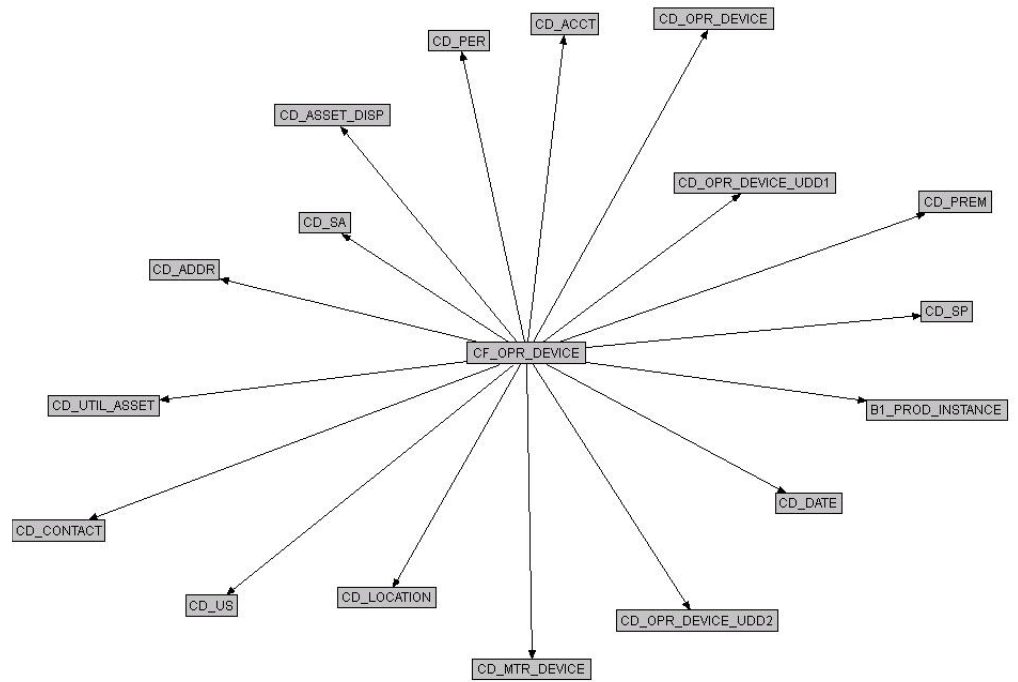 CD_OPR_DEVICE
CD_ACCT
CD_PER
CD_ASSET_DISP
CD_OPR_DEVICE_UDD1
CD_PREM
CD_SA
CD_ADDR
CD_SP
CF_OPR_DEVICE
CD_UTIL_ASSET
B1_PROD_INSTANCE
CD_DATE
CD_CONTACT
CD_LOCATION
CD_US
CD_OPR_DEVICE_UDD2
CD_MTR_DEVICE